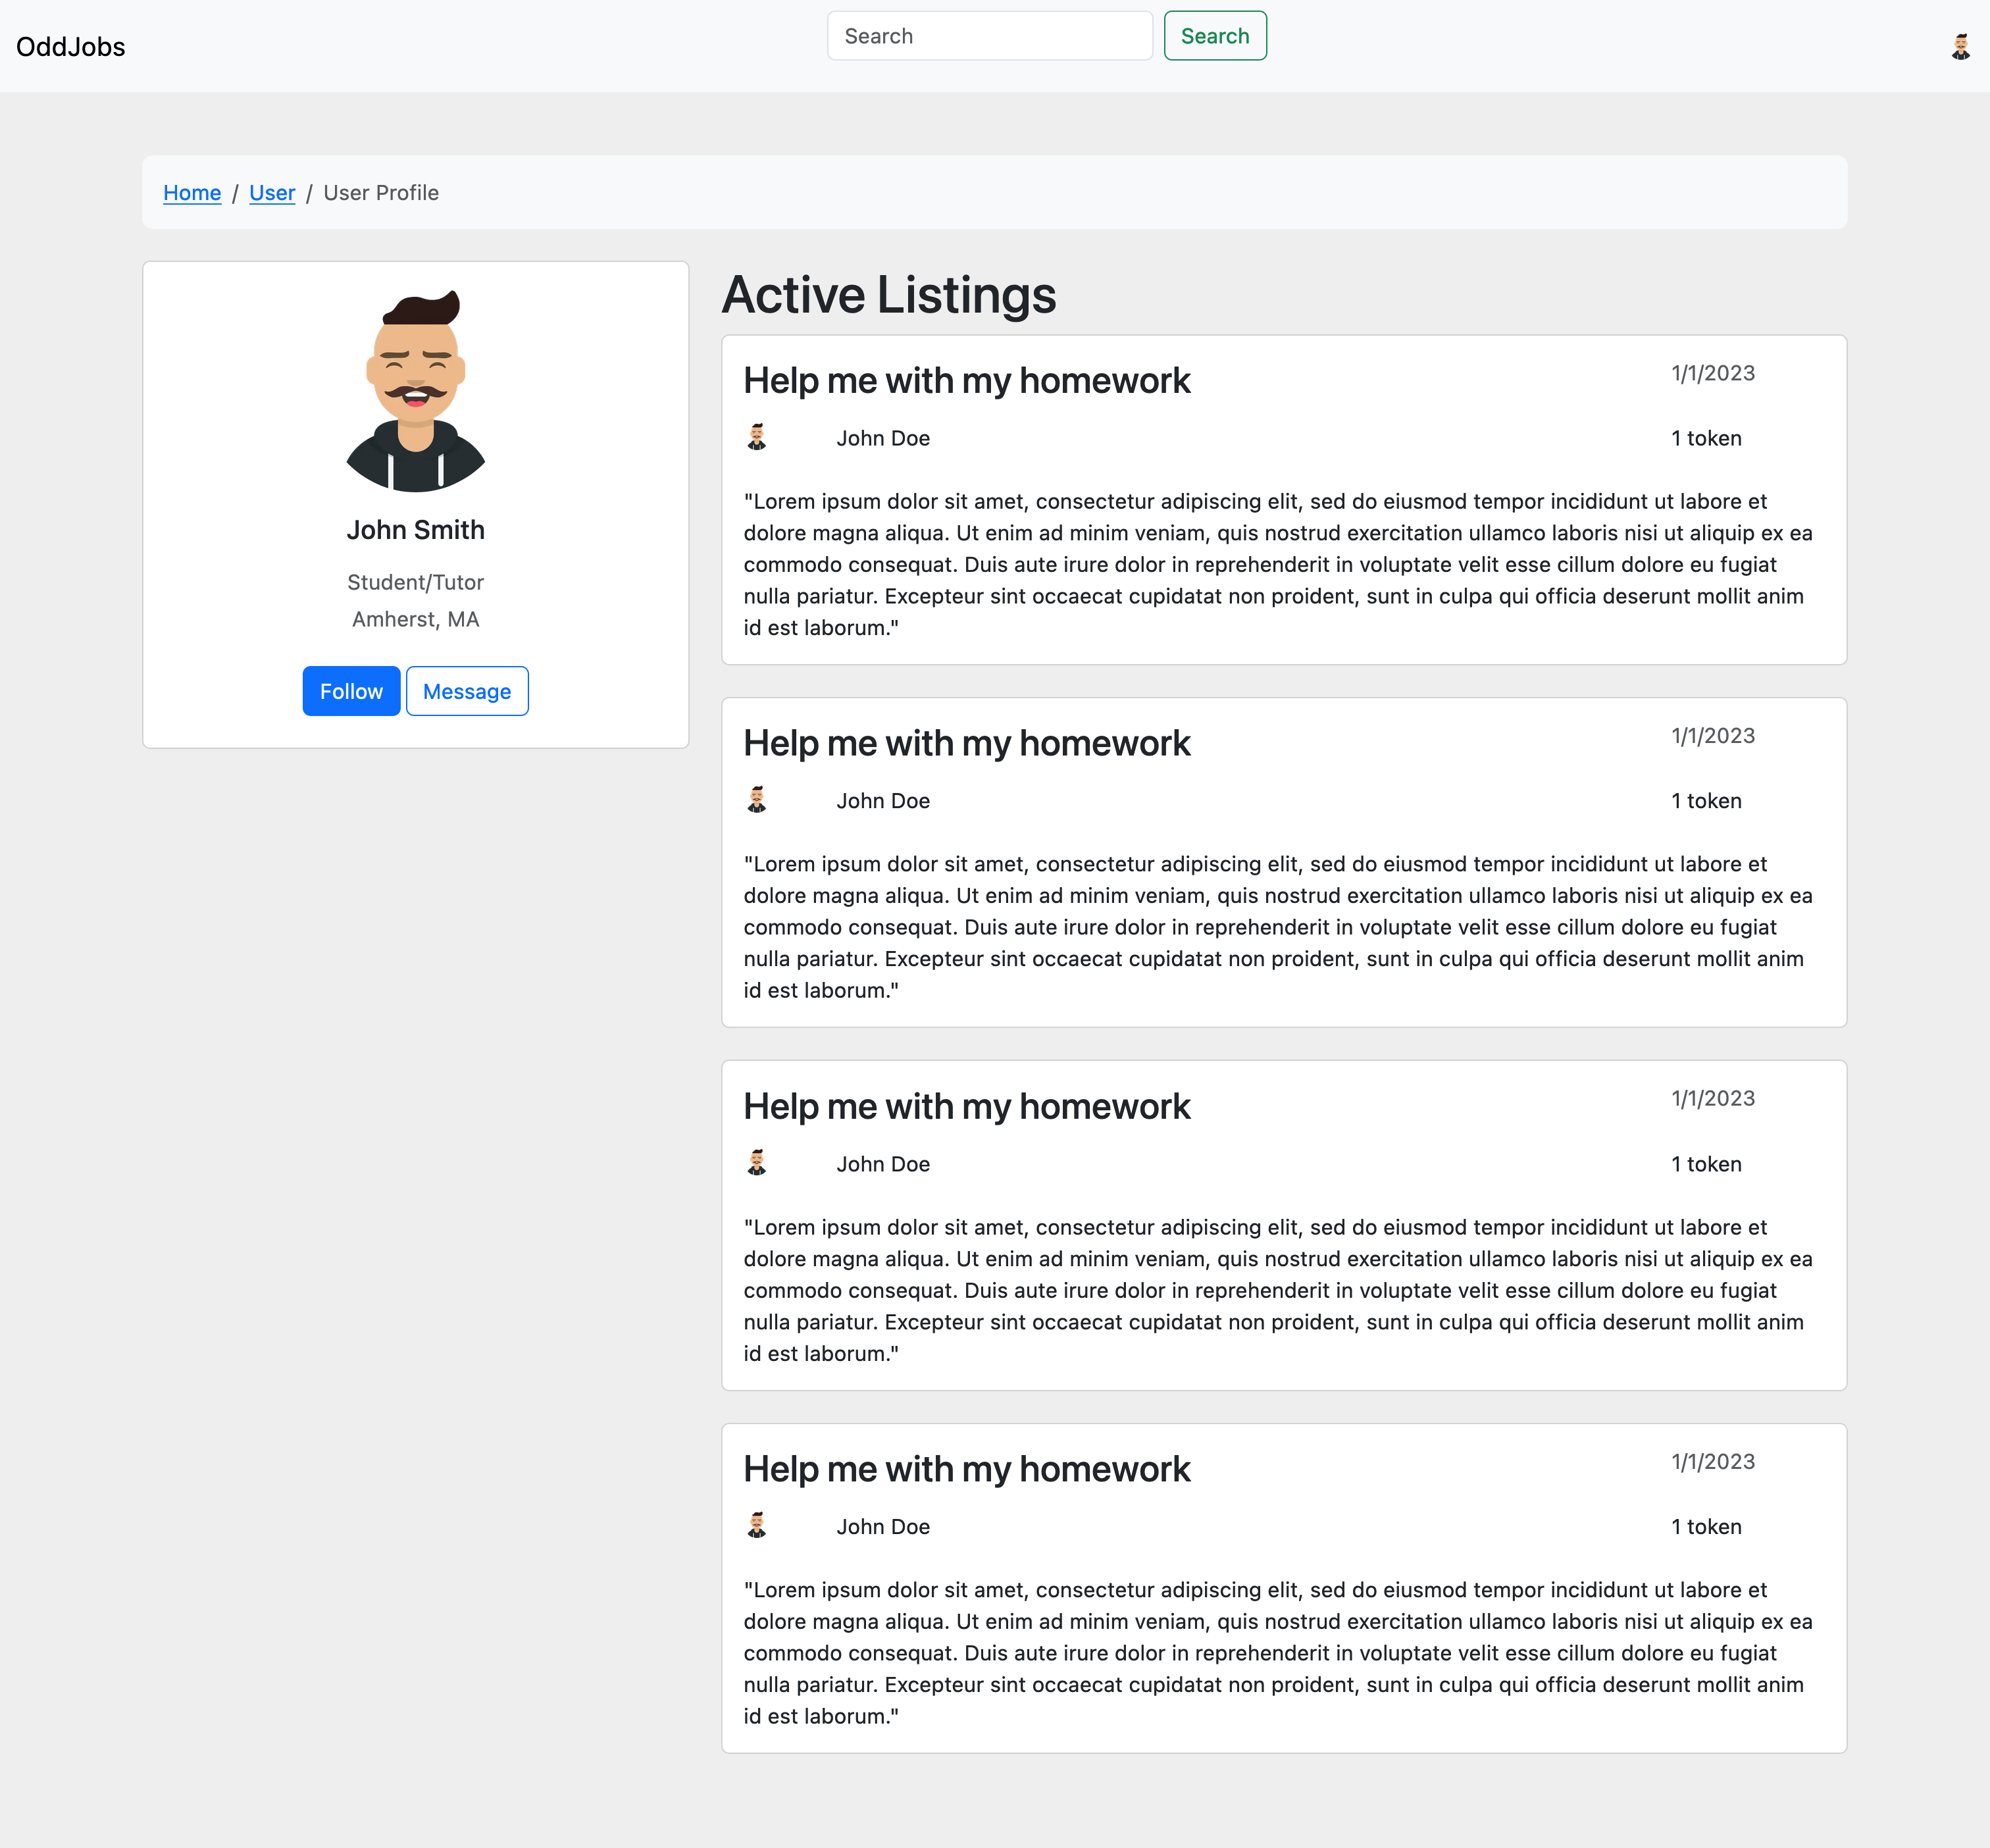 OddJobs
Search
Search
Home / User / User Profile
John Smith
Student/Tutor
Amherst, MA
Follow
Message
Active Listings
Help me with my homework
1/1/2023
John Doe
1 token
"Lorem ipsum dolor sit amet, consectetur adipiscing elit, sed do eiusmod tempor incididunt ut labore et
dolore magna aliqua. Ut enim ad minim veniam, quis nostrud exercitation ullamco laboris nisi ut aliquip ex ea
commodo consequat. Duis aute irure dolor in reprehenderit in voluptate velit esse cillum dolore eu fugiat
nulla pariatur. Excepteur sint occaecat cupidatat non proident, sunt in culpa qui officia deserunt mollit anim
id est laborum."
Help me with my homework
1/1/2023
John Doe
1 token
"Lorem ipsum dolor sit amet, consectetur adipiscing elit, sed do eiusmod tempor incididunt ut labore et
dolore magna aliqua. Ut enim ad minim veniam, quis nostrud exercitation ullamco laboris nisi ut aliquip ex ea
commodo consequat. Duis aute irure dolor in reprehenderit in voluptate velit esse cillum dolore eu fugiat
nulla pariatur. Excepteur sint occaecat cupidatat non proident, sunt in culpa qui officia deserunt mollit anim
id est laborum."
Help me with my homework
1/1/2023
John Doe
1 token
"Lorem ipsum dolor sit amet, consectetur adipiscing elit, sed do eiusmod tempor incididunt ut labore et
dolore magna aliqua. Ut enim ad minim veniam, quis nostrud exercitation ullamco laboris nisi ut aliquip ex ea
commodo consequat. Duis aute irure dolor in reprehenderit in voluptate velit esse cillum dolore eu fugiat
nulla pariatur. Excepteur sint occaecat cupidatat non proident, sunt in culpa qui officia deserunt mollit anim
id est laborum."
Help me with my homework
1/1/2023
John Doe
1 token
"Lorem ipsum dolor sit amet, consectetur adipiscing elit, sed do eiusmod tempor incididunt ut labore et
dolore magna aliqua. Ut enim ad minim veniam, quis nostrud exercitation ullamco laboris nisi ut aliquip ex ea
commodo consequat. Duis aute irure dolor in reprehenderit in voluptate velit esse cillum dolore eu fugiat
nulla pariatur. Excepteur sint occaecat cupidatat non proident, sunt in culpa qui officia deserunt mollit anim
id est laborum."